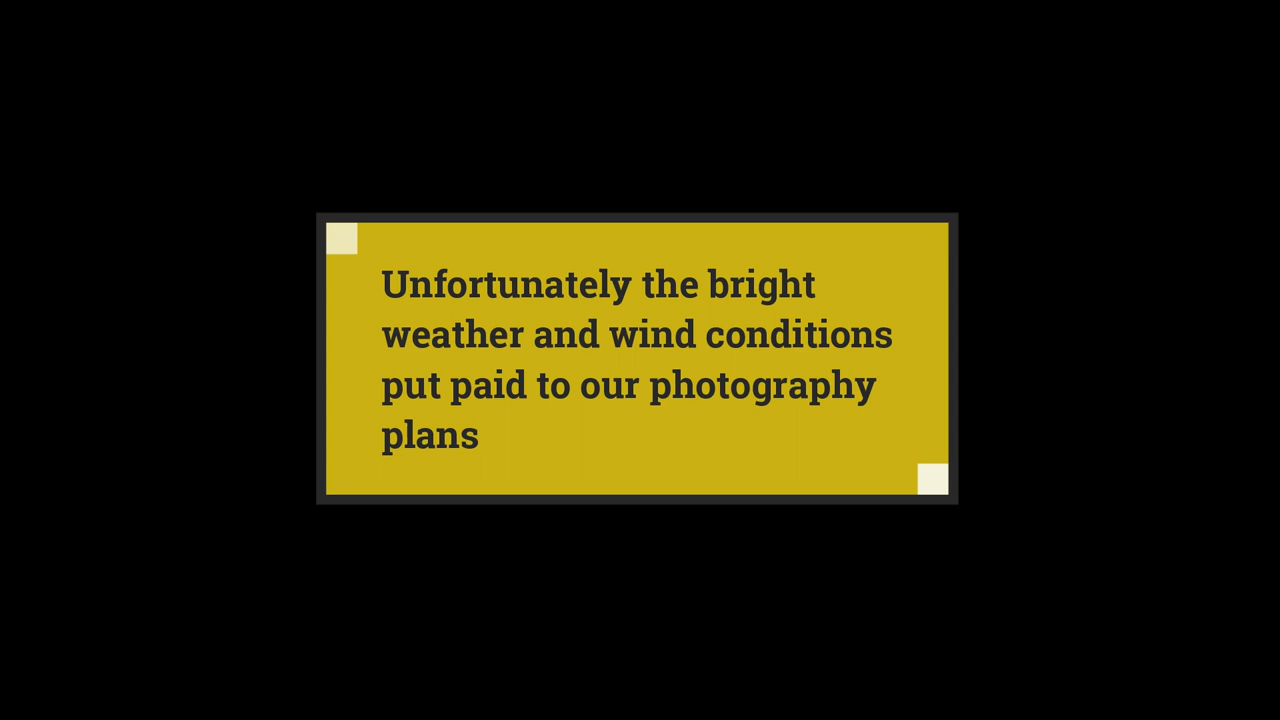 Unfortunately the bright
weather and wind conditions
put paid to our photography
plans